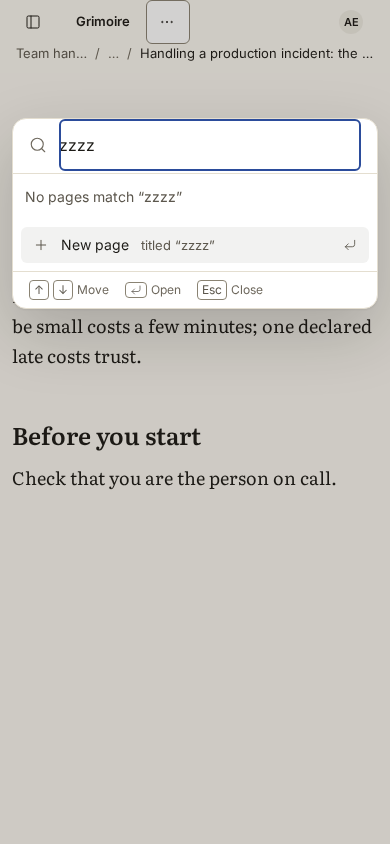 Grimoire
AE
Team han... / ... / Handling a production incident: the ...
zzzz
No pages match “zzzz”
New page titled “zzzz”
Move Open Esc Close
be small costs a few minutes; one declared
late costs trust.
Before you start
Check that you are the person on call.